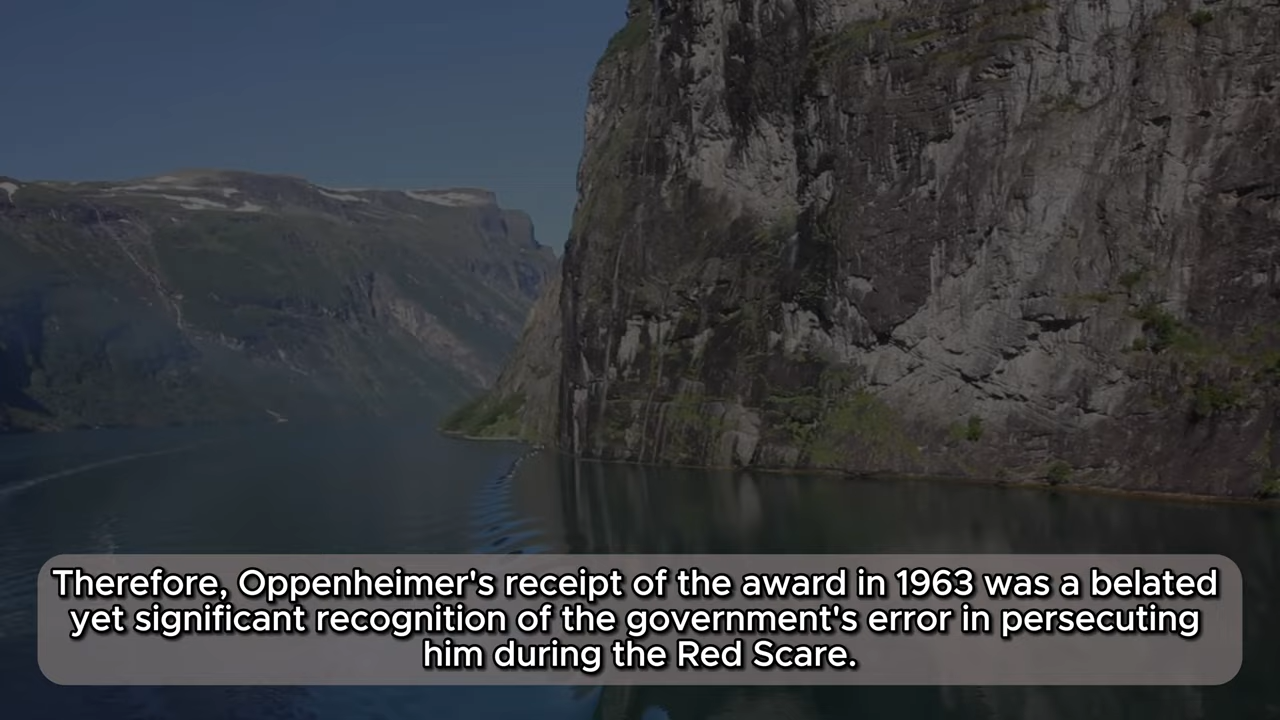 Therefore, Oppenheimer's receipt of the award in 1963 was a belated
yet significant recognition of the government's error in persecuting
him during the Red Scare.